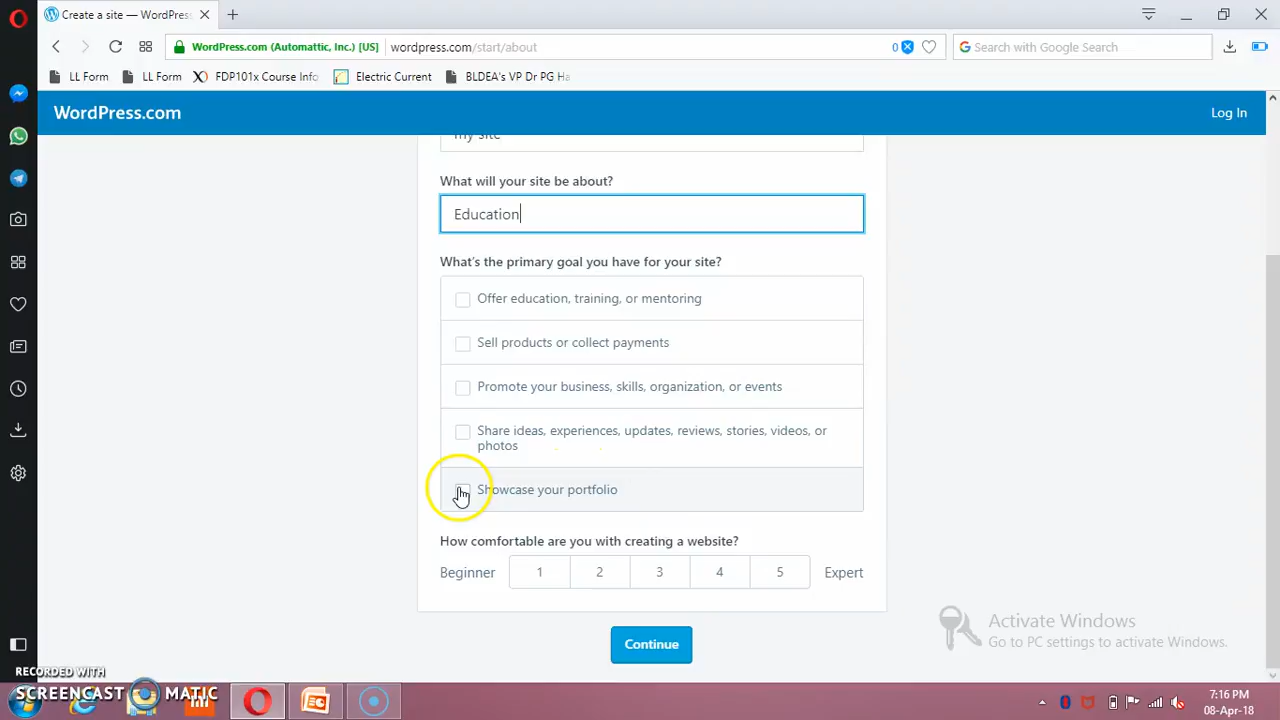 Create a site — WordPress
WordPress.com (Automattic, Inc.) [US]
wordpress.com/start/about
0
Search with Google Search
LL Form
LL Form
FDP101x Course Info
Electric Current
BLDEA's VP Dr PG Ha
WordPress.com
Log In
my site
What will your site be about?
Education
What's the primary goal you have for your site?
Offer education, training, or mentoring
Sell products or collect payments
Promote your business, skills, organization, or events
Share ideas, experiences, updates, reviews, stories, videos, or
photos
Showcase your portfolio
How comfortable are you with creating a website?
Beginner
1
2
3
4
5
Expert
Activate Windows
Go to PC settings to activate Windows.
Continue
RECORDED WITH
SCREENCAST MATIC
7:16 PM
08-Apr-18